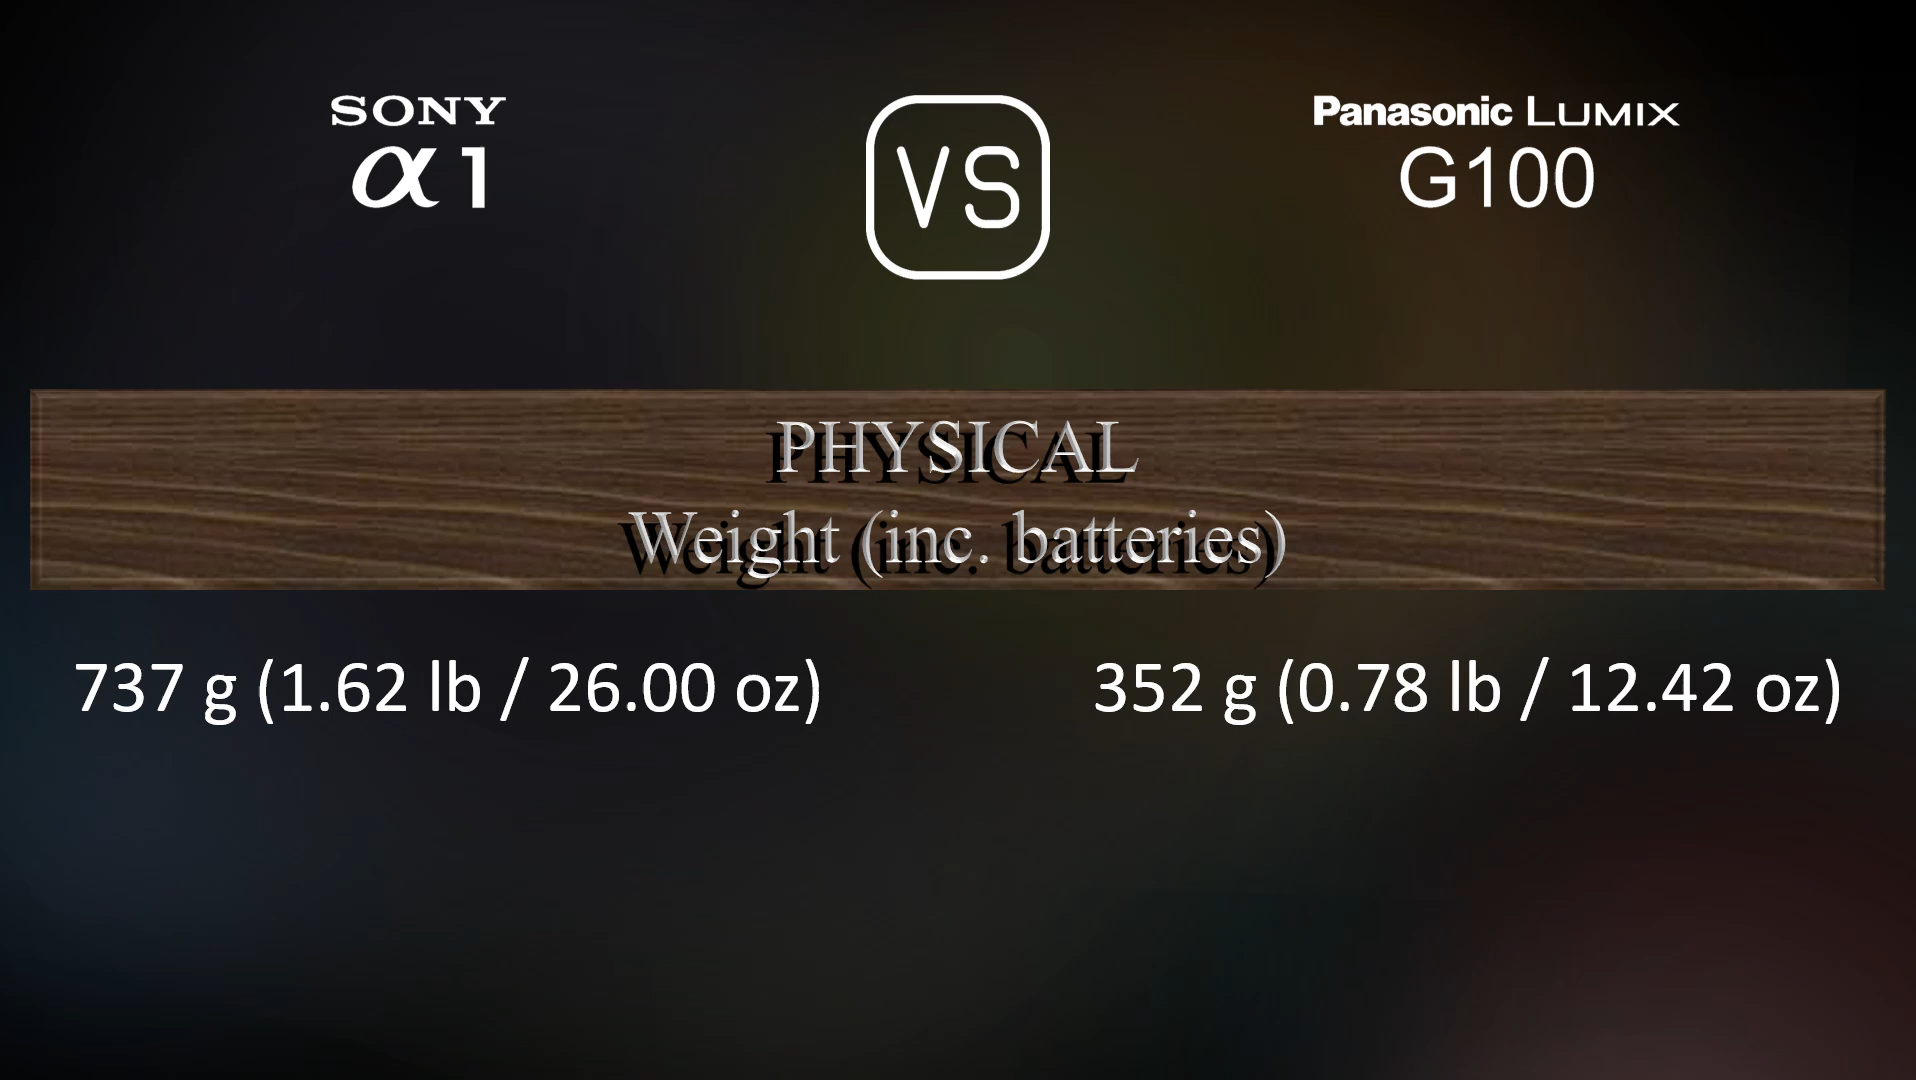 SONY
α1
VS
Panasonic LUMIX
G100
PHYSICAL
Weight (inc. batteries)
737 g (1.62 lb / 26.00 oz)
352 g (0.78 lb / 12.42 oz)